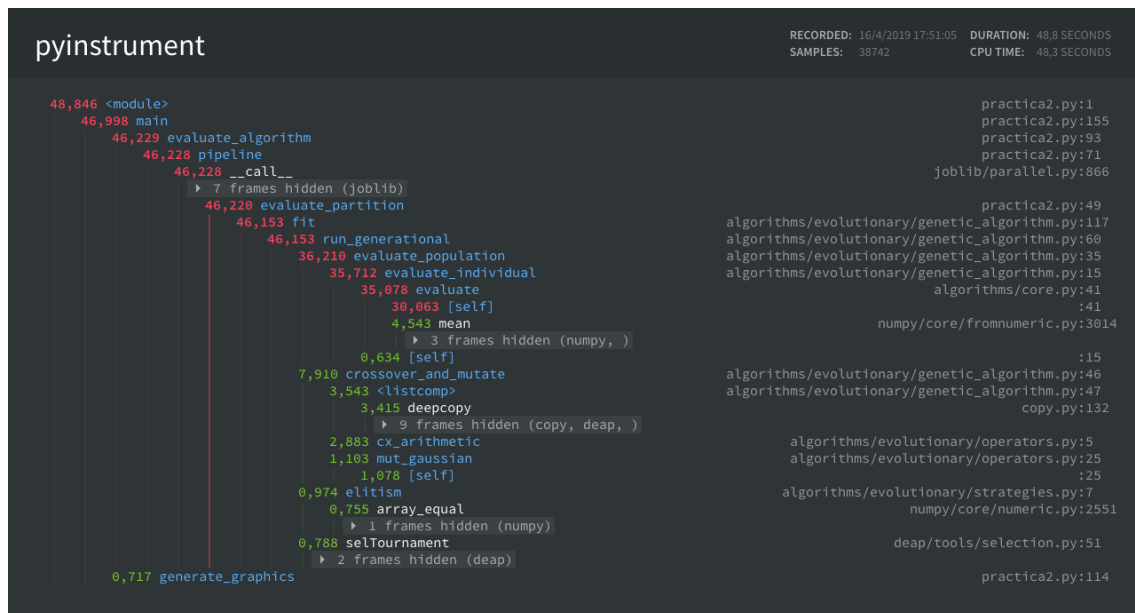 pyinstrument
RECORDED: 16/4/2019 17:51:05 DURATION: 48,8 SECONDS
SAMPLES: 38742 CPU TIME: 48,3 SECONDS
48,846 <module> practica2.py:1
46,998 main practica2.py:155
46,229 evaluate_algorithm practica2.py:93
46,228 pipeline practica2.py:71
46,228 __call__ joblib/parallel.py:866
7 frames hidden (joblib)
46,220 evaluate_partition practica2.py:49
46,153 fit algorithms/evolutionary/genetic_algorithm.py:117
46,153 run_generational algorithms/evolutionary/genetic_algorithm.py:60
36,210 evaluate_population algorithms/evolutionary/genetic_algorithm.py:35
35,712 evaluate_individual algorithms/evolutionary/genetic_algorithm.py:15
35,078 evaluate algorithms/core.py:41
30,063 [self] :41
4,543 mean numpy/core/fromnumeric.py:3014
3 frames hidden (numpy, )
0,634 [self] :15
7,910 crossover_and_mutate algorithms/evolutionary/genetic_algorithm.py:46
3,543 <listcomp> algorithms/evolutionary/genetic_algorithm.py:47
3,415 deepcopy copy.py:132
9 frames hidden (copy, deap, )
2,883 cx_arithmetic algorithms/evolutionary/operators.py:5
1,103 mut_gaussian algorithms/evolutionary/operators.py:25
1,078 [self] :25
0,974 elitism algorithms/evolutionary/strategies.py:7
0,755 array_equal numpy/core/numeric.py:2551
1 frames hidden (numpy)
0,788 selTournament deap/tools/selection.py:51
2 frames hidden (deap)
0,717 generate_graphics practica2.py:114